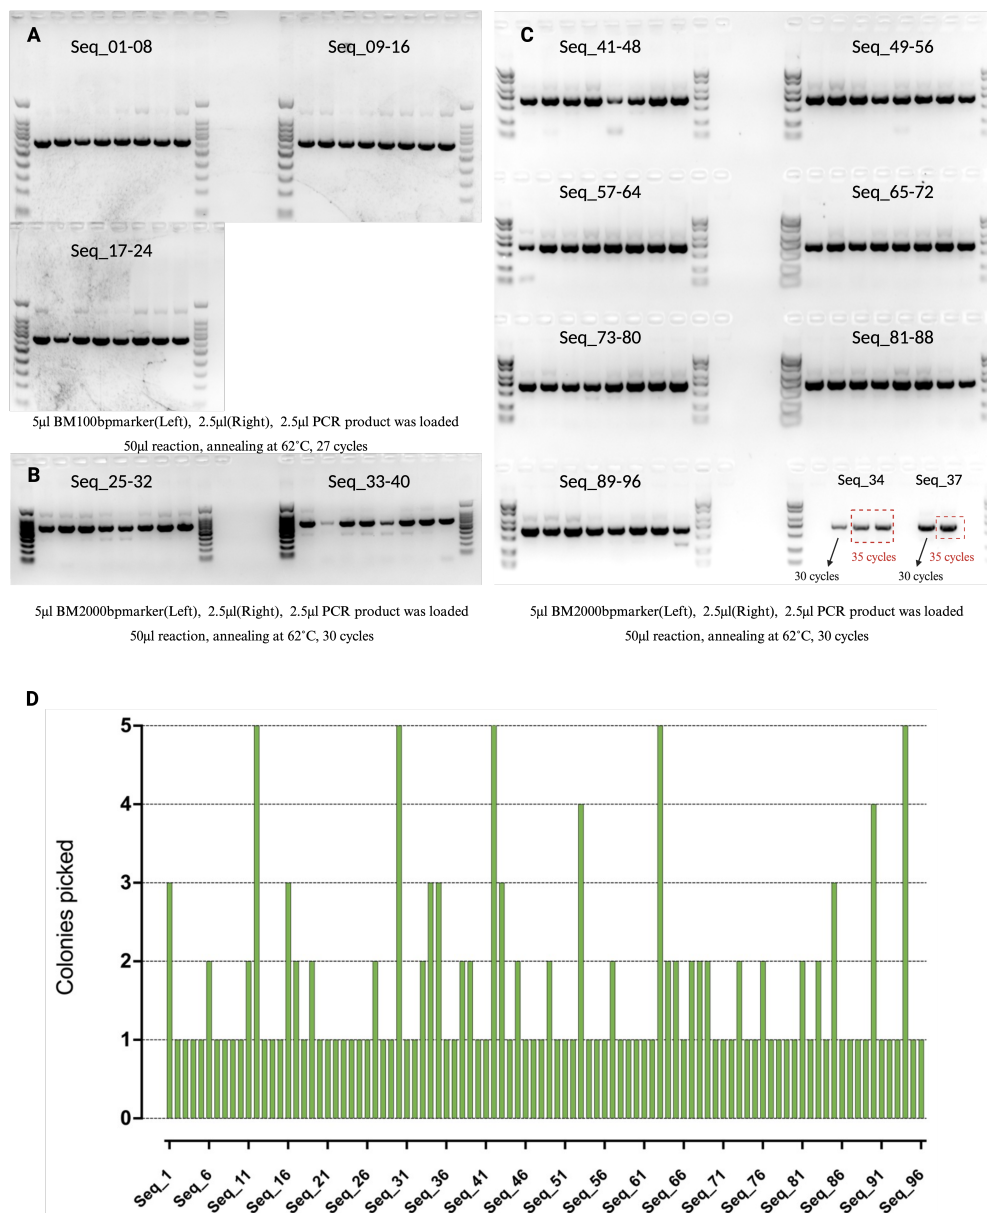 A
Seq_01-08
Seq_09-16
Seq_17-24
5µl BM100bpmarker(Left), 2.5µl(Right), 2.5µl PCR product was loaded
50µl reaction, annealing at 62˚C, 27 cycles
B
Seq_25-32
Seq_33-40
5µl BM2000bpmarker(Left), 2.5µl(Right), 2.5µl PCR product was loaded
50µl reaction, annealing at 62˚C, 30 cycles
C
Seq_41-48
Seq_49-56
Seq_57-64
Seq_65-72
Seq_73-80
Seq_81-88
Seq_89-96
Seq_34
Seq_37
35 cycles
35 cycles
30 cycles
30 cycles
5µl BM2000bpmarker(Left), 2.5µl(Right), 2.5µl PCR product was loaded
50µl reaction, annealing at 62˚C, 30 cycles
D
Colonies picked
5
4
3
2
1
0
Seq_1
Seq_6
Seq_11
Seq_16
Seq_21
Seq_26
Seq_31
Seq_36
Seq_41
Seq_46
Seq_51
Seq_56
Seq_61
Seq_66
Seq_71
Seq_76
Seq_81
Seq_86
Seq_91
Seq_96